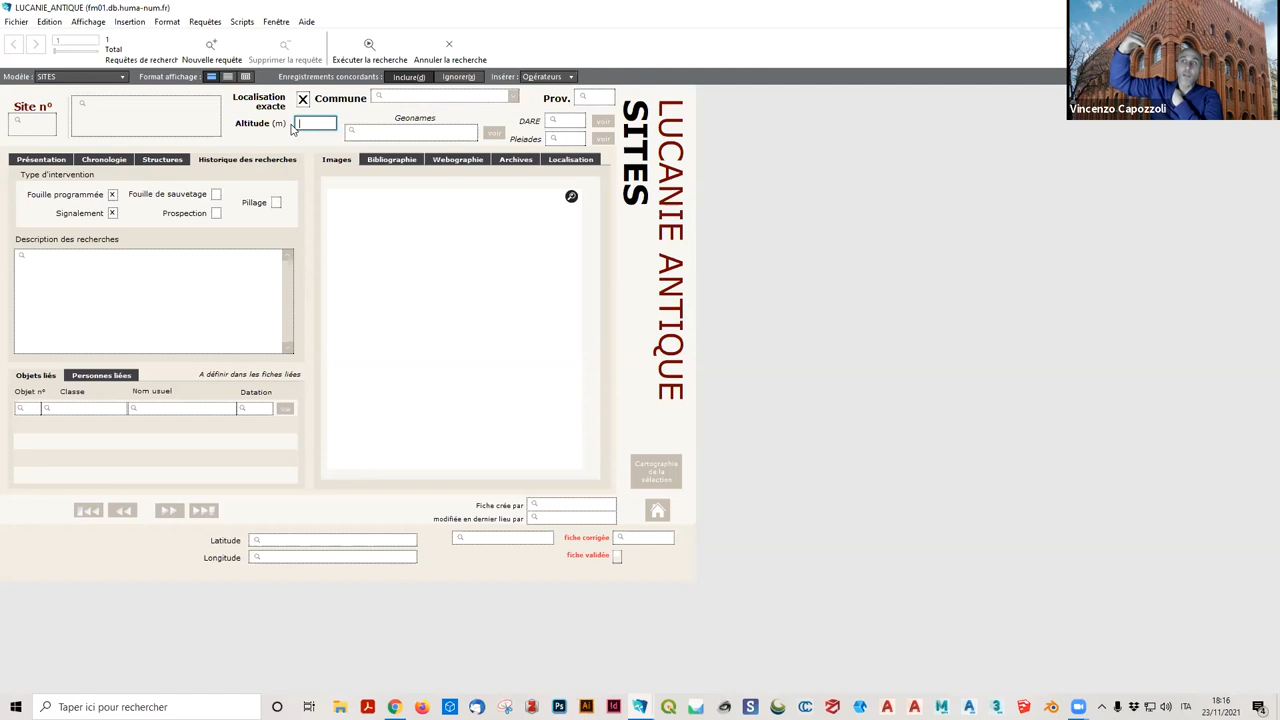 LUCANIE_ANTIQUE (fm01.db.huma-num.fr)
Fichier Edition Affichage Insertion Format Requêtes Scripts Fenêtre Aide
1
1
Total
Requêtes de recherch
Nouvelle requête
Supprimer la requête
Exécuter la recherche
Annuler la recherche
Modèle: SITES
Format affichage:
Enregistrements concordants: Inclure(d) Ignorer(g)
Insérer: Opérateurs
Vincenzo Capozzoli
Site n°
Localisation exacte
X
Commune
Prov.
Altitude (m)
Geonames
voir
DARE
voir
Pleiades
voir
SITES
LUCANIE ANTIQUE
Présentation Chronologie Structures Historique des recherches
Images Bibliographie Webographie Archives Localisation
Type d'intervention
Fouille programmée X Fouille de sauvetage
Pillage
Signalement X Prospection
Description des recherches
Objets liés Personnes liées A définir dans les fiches liées
Objet n° Classe Nom usuel Datation
Cartographie
de la
sélection
Fiche crée par
modifiée en dernier lieu par
Latitude
fiche corrigée
Longitude
fiche validée
Taper ici pour rechercher
ITA
18:16
23/11/2021